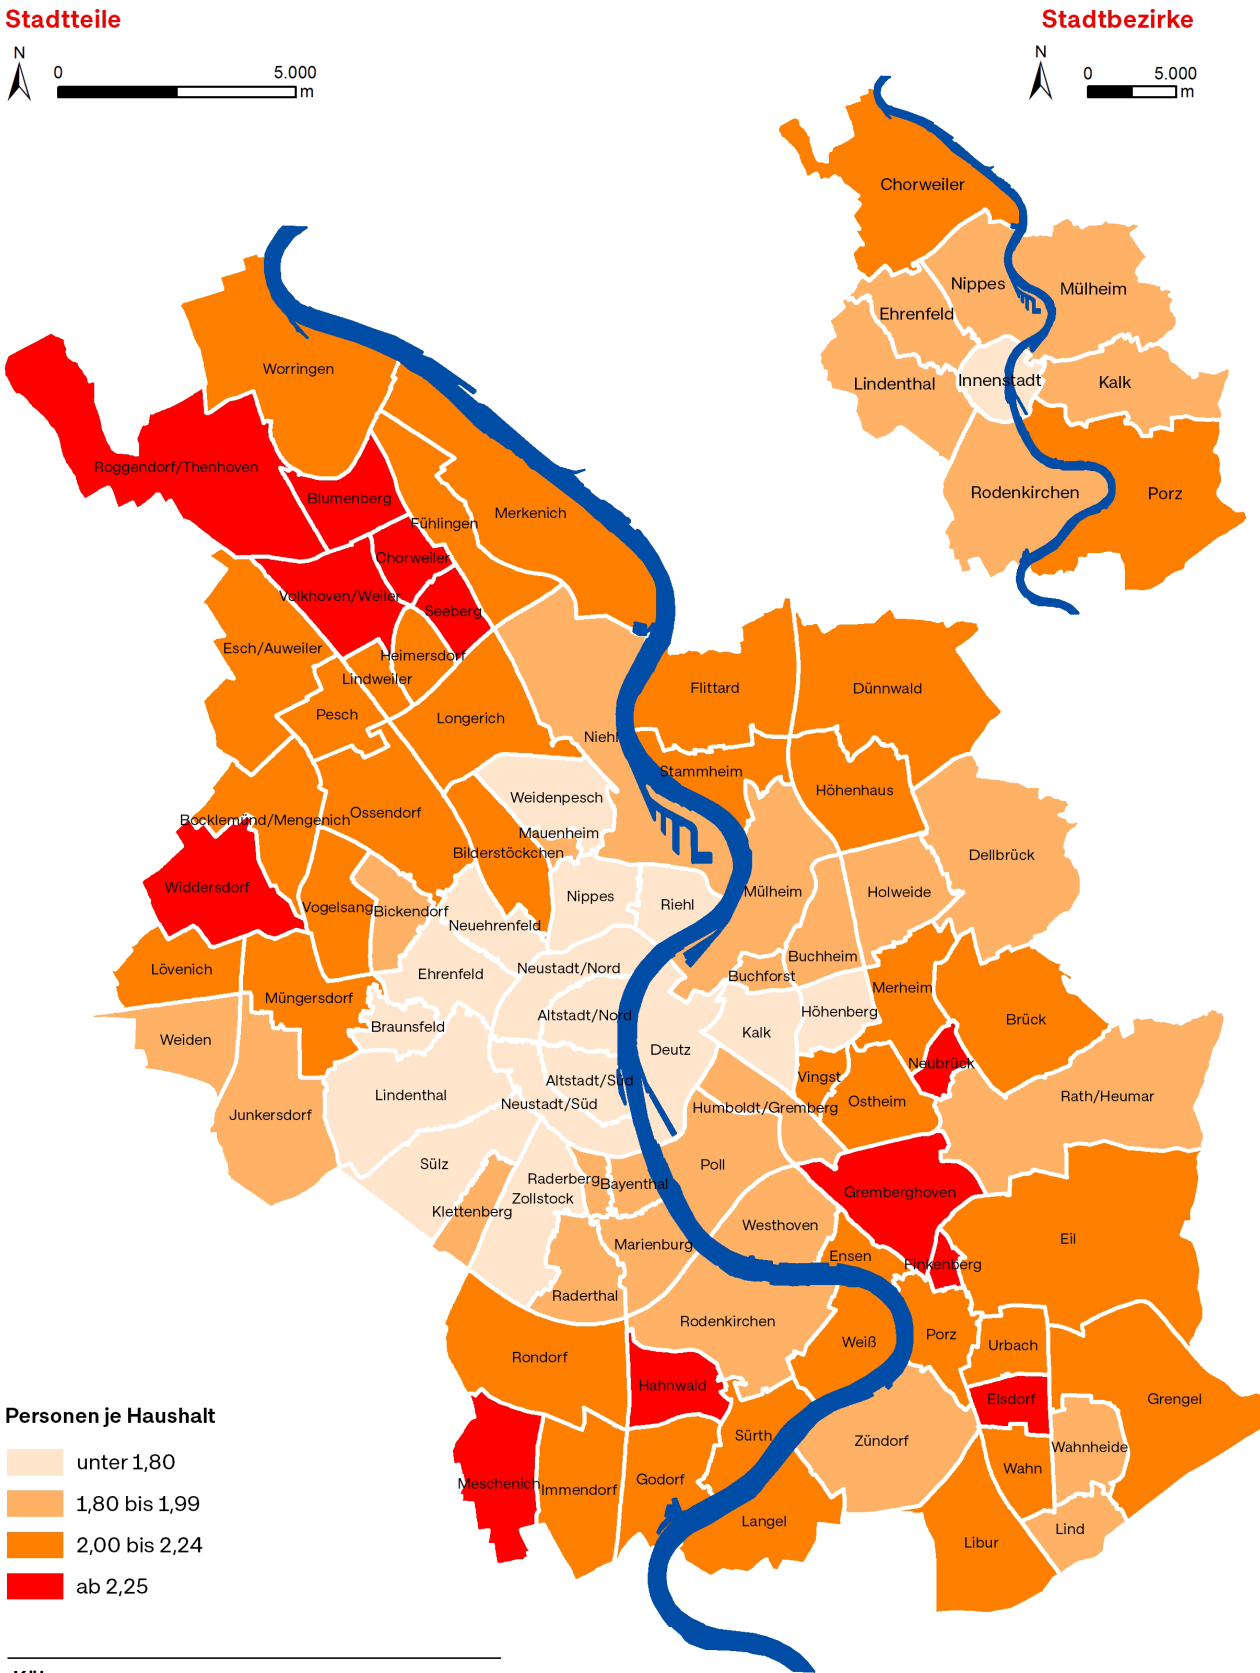 Stadtteile
Stadtbezirke
N
0 5.000
m
N
0 5.000
m
Chorweiler
Nippes
Mülheim
Ehrenfeld
Lindenthal
Innenstadt
Kalk
Rodenkirchen
Porz
Worringen
Roggendorf/Thenhoven
Blumenberg
Merkenich
Fühlingen
Chorweiler
Volkhoven/Weiler
Seeberg
Esch/Auweiler
Heimersdorf
Lindweiler
Pesch
Longerich
Flittard
Dünnwald
Niehl
Stammheim
Höhenhaus
Weidenpesch
Ossendorf
Bocklemünd/Mengenich
Mauenheim
Bilderstöckchen
Dellbrück
Widdersdorf
Mülheim
Holweide
Nippes
Riehl
Vogelsang
Bickendorf
Neuehrenfeld
Buchheim
Lövenich
Neustadt/Nord
Ehrenfeld
Buchforst
Merheim
Müngersdorf
Altstadt/Nord
Höhenberg
Brück
Braunsfeld
Kalk
Weiden
Deutz
Neubrück
Vingst
Altstadt/Süd
Lindenthal
Rath/Heumar
Neustadt/Süd
Ostheim
Humboldt/Gremberg
Junkersdorf
Sülz
Poll
Raderberg
Bayenthal
Gremberghoven
Zollstock
Klettenberg
Westhoven
Eil
Marienburg
Ensen
Finkenberg
Raderthal
Rodenkirchen
Porz
Weiß
Urbach
Rondorf
Hahnwald
Elsdorf
Grengel
Personen je Haushalt
Sürth
Zündorf
Wahnheide
unter 1,80
Wahn
Godorf
Meschenich
Immendorf
1,80 bis 1,99
Langel
Lind
2,00 bis 2,24
Libur
ab 2,25